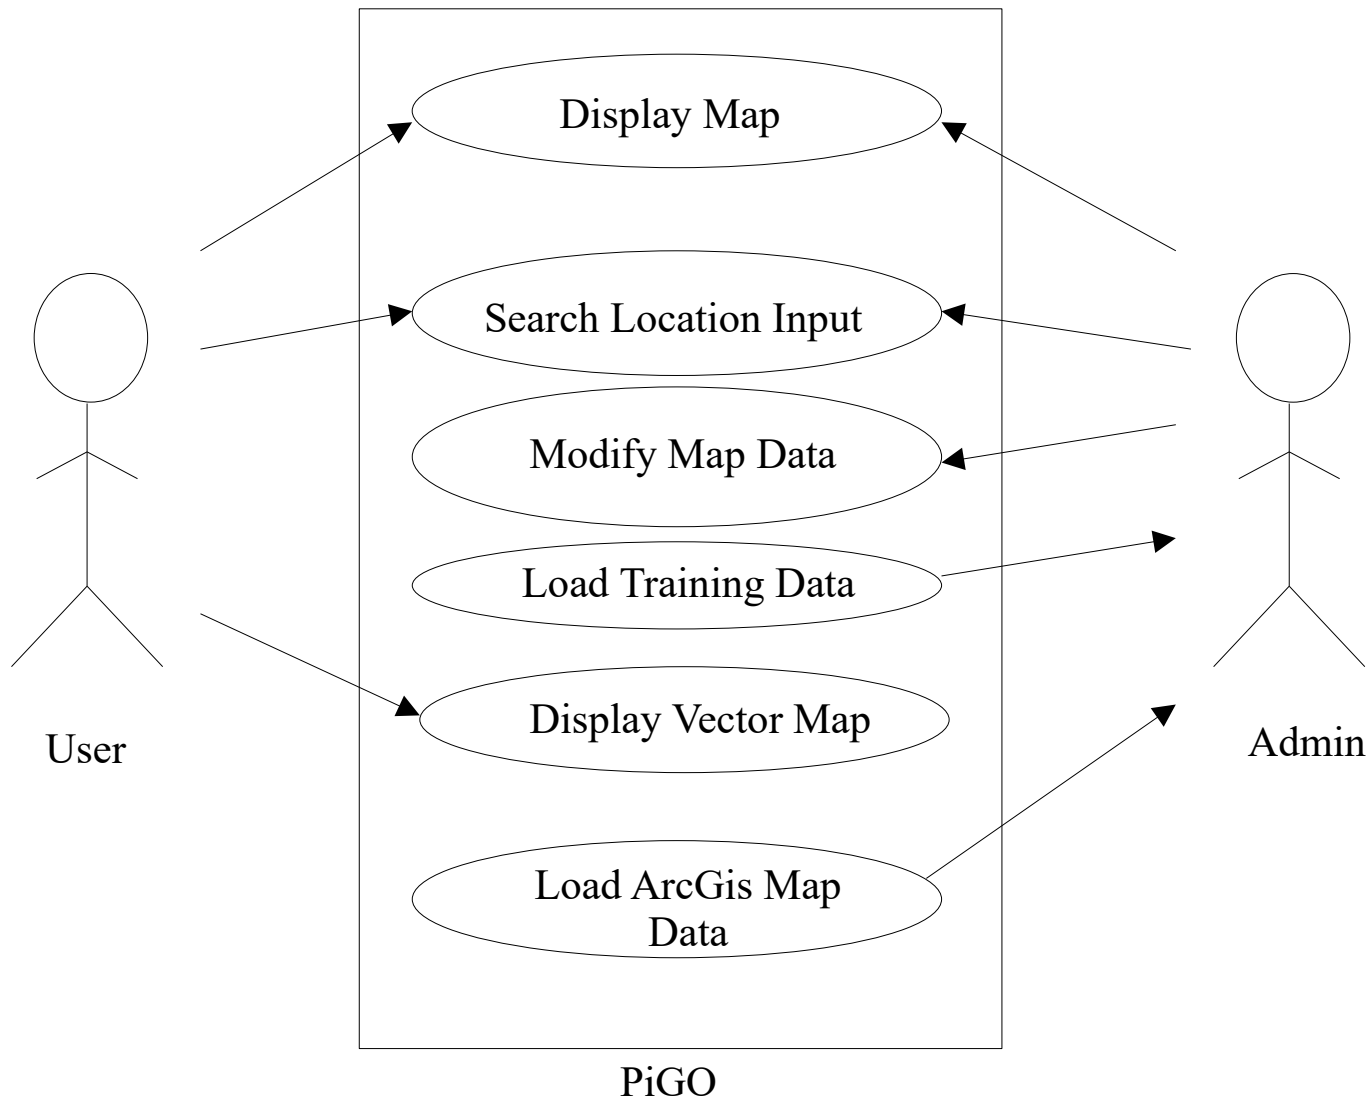 Display Map
Search Location Input
Modify Map Data
Load Training Data
Display Vector Map
User
Admin
Load ArcGis Map
Data
PiGO